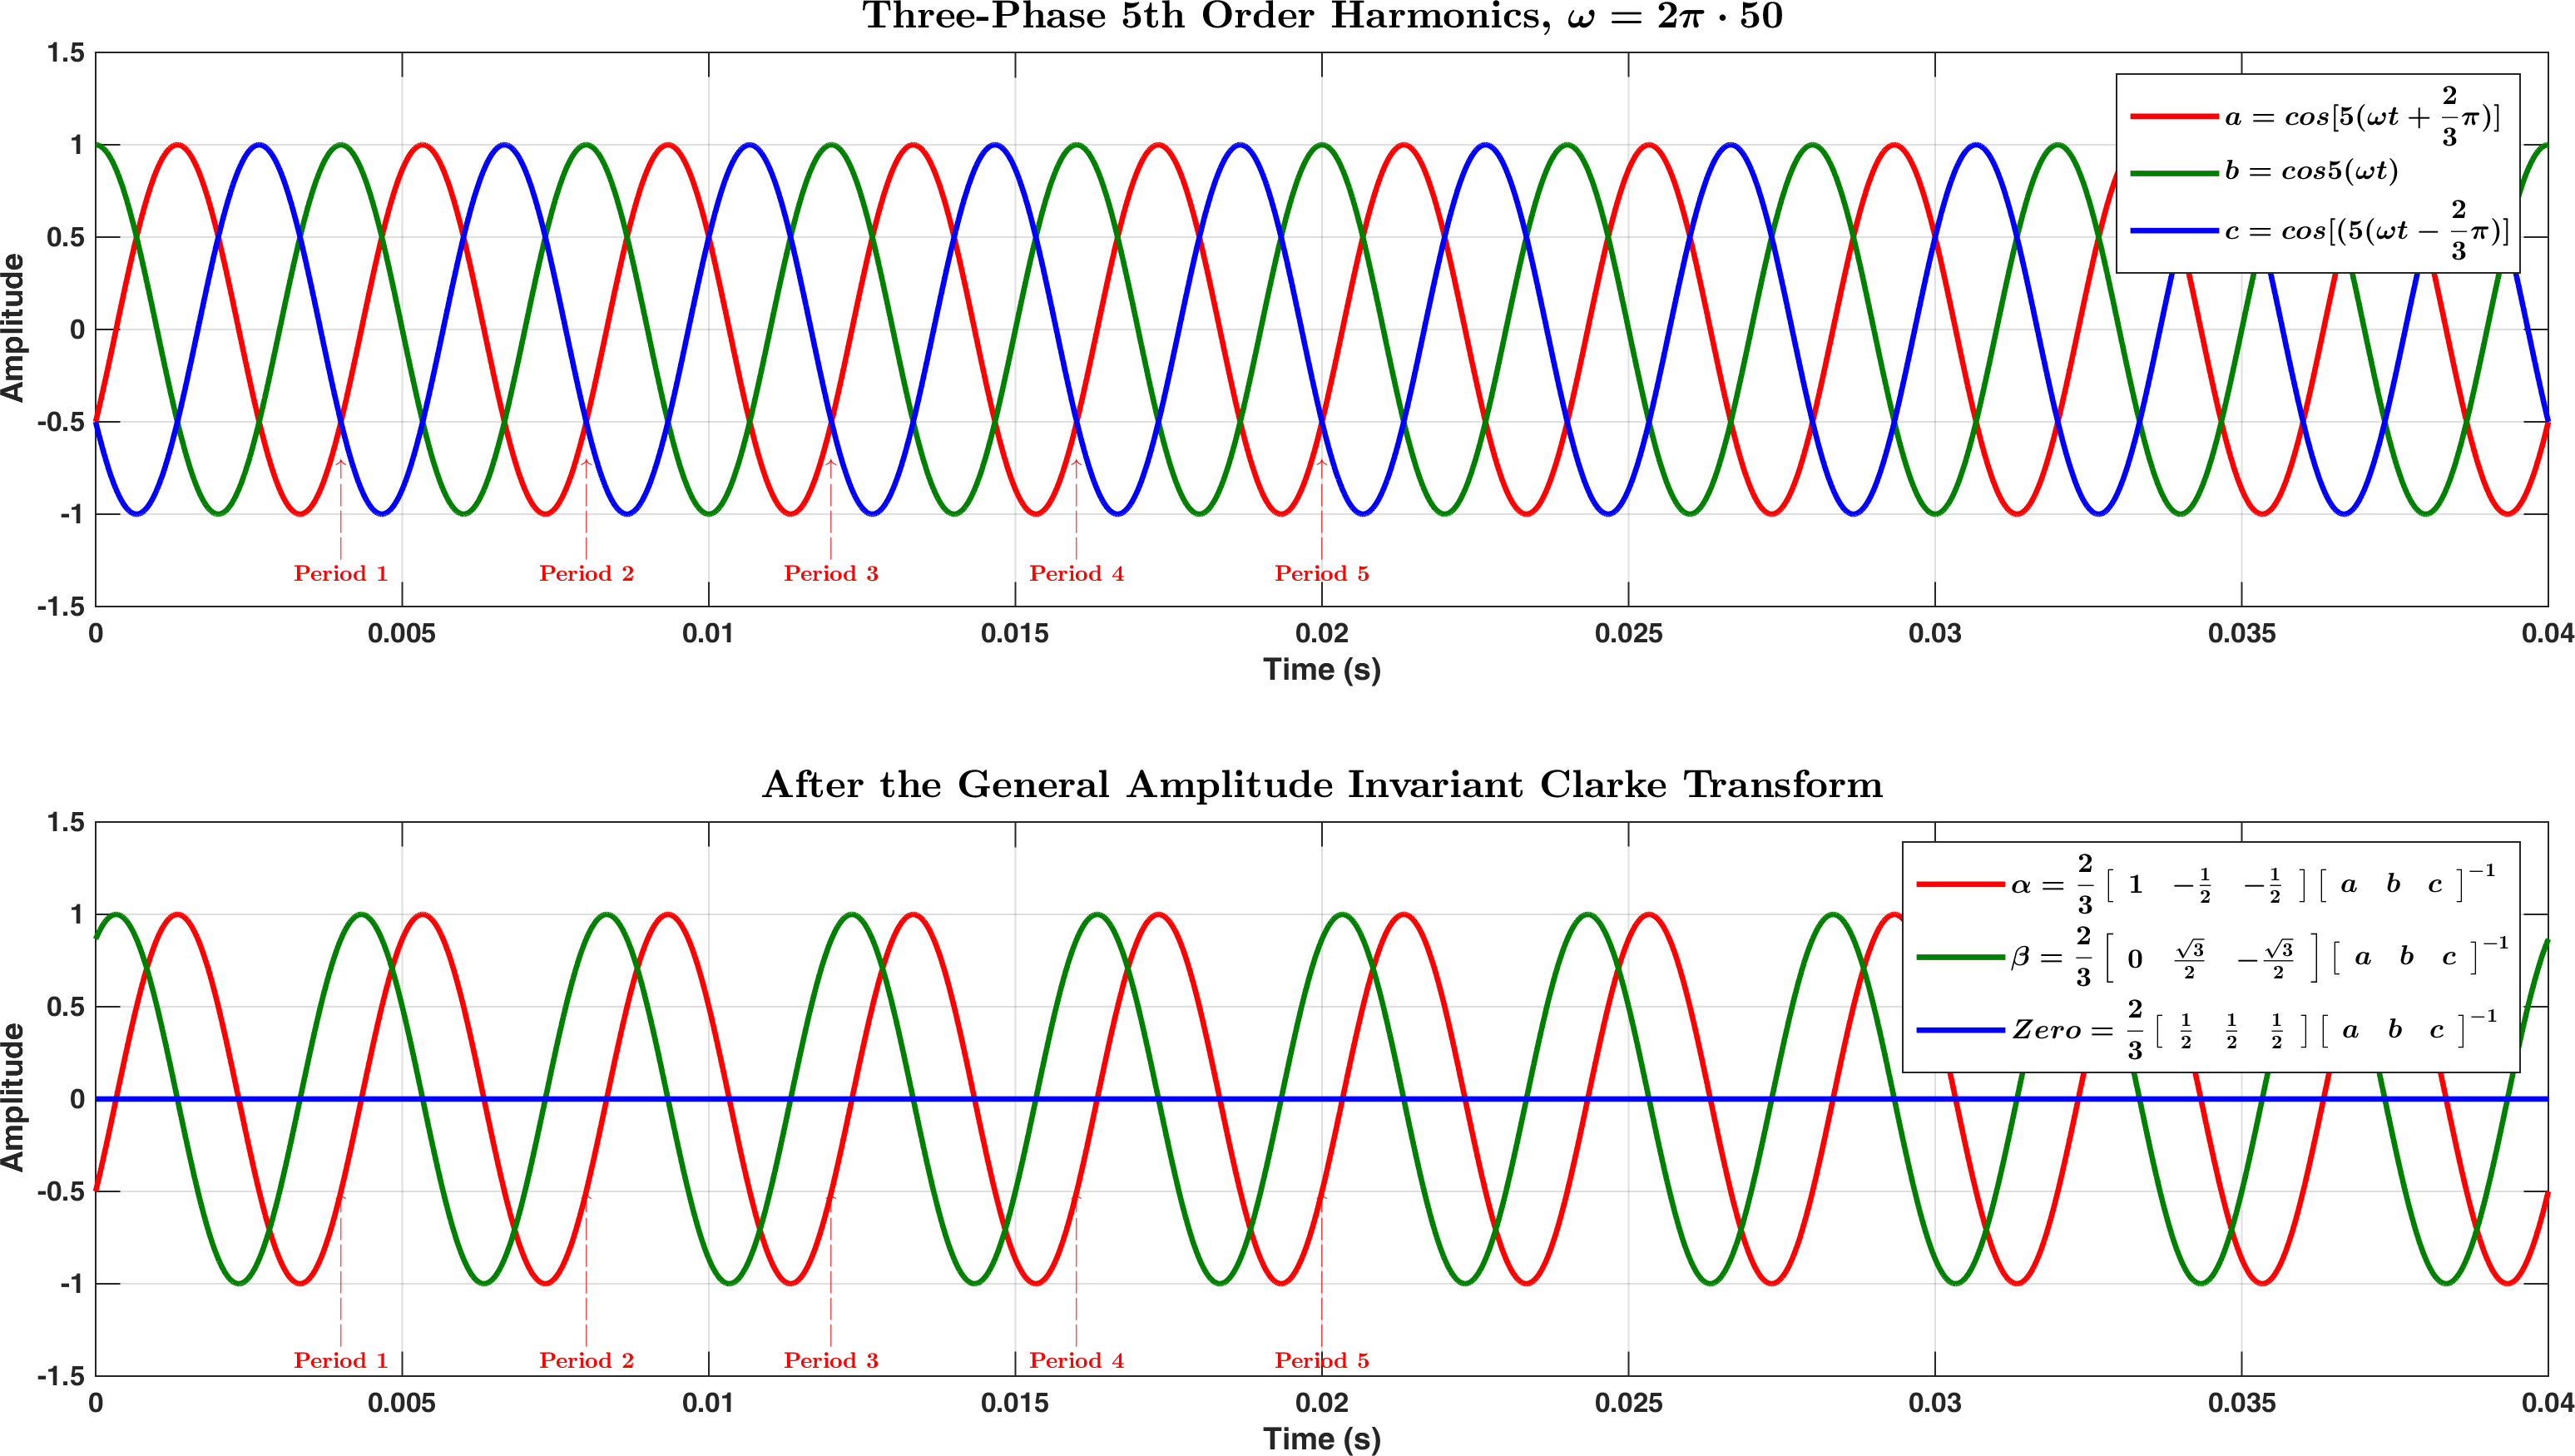 Three-Phase 5th Order Harmonics, ω = 2π · 50
1.5
1
0.5
0
-0.5
-1
-1.5
Amplitude
a = cos[5(ωt + 2/3 π)]
b = cos5(ωt)
c = cos[(5(ωt − 2/3 π)]
Period 1 Period 2 Period 3 Period 4 Period 5
0 0.005 0.01 0.015 0.02 0.025 0.03 0.035 0.04
Time (s)
After the General Amplitude Invariant Clarke Transform
1.5
1
0.5
0
-0.5
-1
-1.5
Amplitude
α = 2/3 [ 1 −1/2 −1/2 ] [ a b c ]⁻¹
β = 2/3 [ 0 √3/2 −√3/2 ] [ a b c ]⁻¹
Zero = 2/3 [ 1/2 1/2 1/2 ] [ a b c ]⁻¹
Period 1 Period 2 Period 3 Period 4 Period 5
0 0.005 0.01 0.015 0.02 0.025 0.03 0.035 0.04
Time (s)